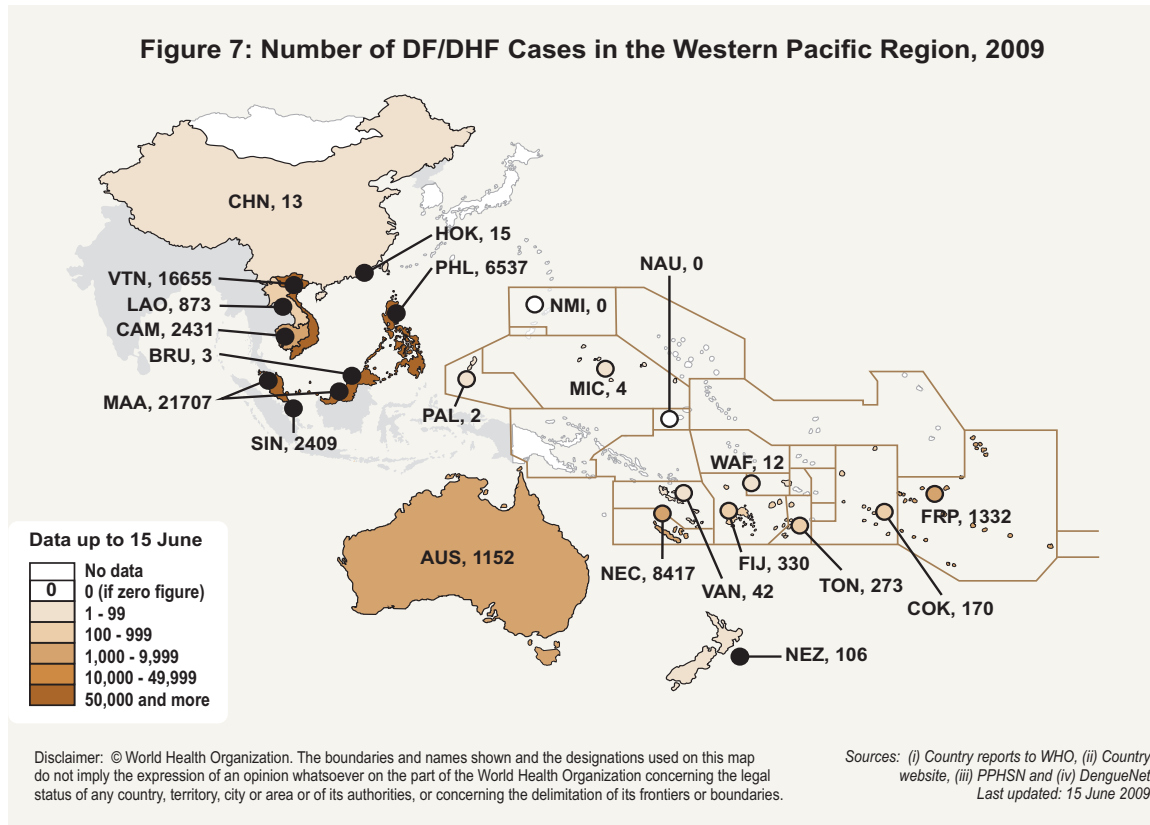 Figure 7: Number of DF/DHF Cases in the Western Pacific Region, 2009
CHN, 13
HOK, 15
PHL, 6537
NAU, 0
VTN, 16655
LAO, 873
CAM, 2431
BRU, 3
MAA, 21707
SIN, 2409
NMI, 0
MIC, 4
PAL, 2
WAF, 12
FRP, 1332
AUS, 1152
NEC, 8417
VAN, 42
FIJ, 330
TON, 273
COK, 170
NEZ, 106
Data up to 15 June
No data
0 0 (if zero figure)
1 - 99
100 - 999
1,000 - 9,999
10,000 - 49,999
50,000 and more
Disclaimer: © World Health Organization. The boundaries and names shown and the designations used on this map
do not imply the expression of an opinion whatsoever on the part of the World Health Organization concerning the legal
status of any country, territory, city or area or of its authorities, or concerning the delimitation of its frontiers or boundaries.
Sources: (i) Country reports to WHO, (ii) Country
website, (iii) PPHSN and (iv) DengueNet
Last updated: 15 June 2009